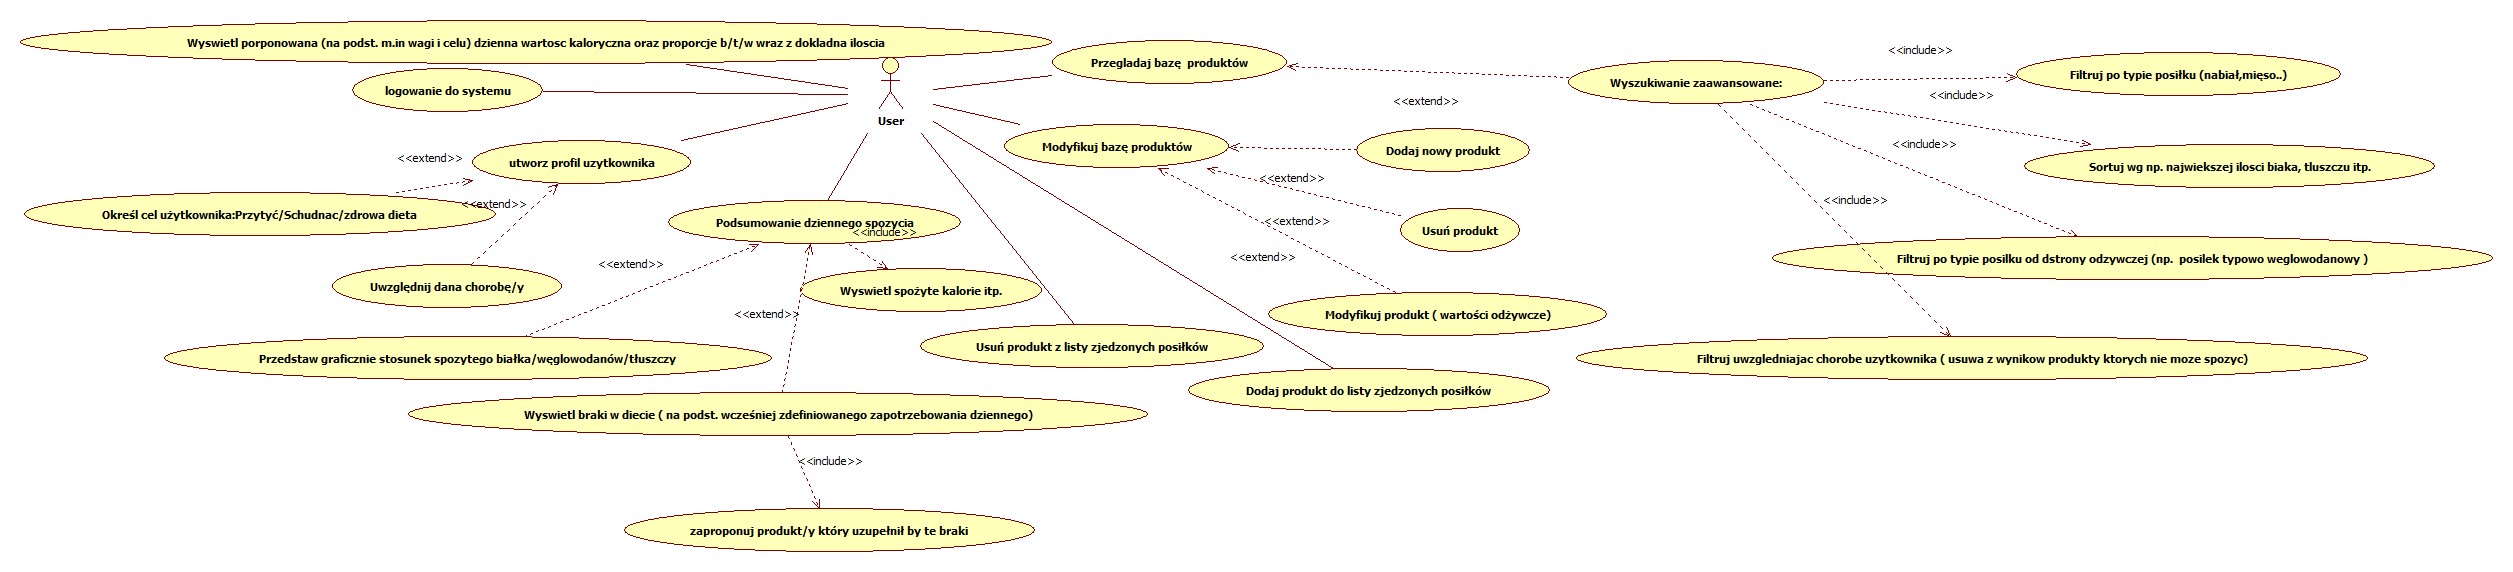 Wyswietl porponowana (na podst. m.in wagi i celu) dzienna wartosc kaloryczna oraz proporcje b/t/w wraz z dokladna iloscia
logowanie do systemu
User
utworz profil uzytkownika
<<extend>>
Określ cel użytkownika:Przytyć/Schudnac/zdrowa dieta
<<extend>>
Uwzględnij dana chorobę/y
Podsumowanie dziennego spozycia
<<include>>
<<extend>>
Wyswietl spożyte kalorie itp.
<<extend>>
Przedstaw graficznie stosunek spozytego białka/węglowodanów/tłuszczy
Wyswietl braki w diecie ( na podst. wcześniej zdefiniowanego zapotrzebowania dziennego)
<<include>>
zaproponuj produkt/y który uzupełnił by te braki
Usuń produkt z listy zjedzonych posiłków
Dodaj produkt do listy zjedzonych posiłków
Przegladaj bazę  produktów
<<extend>>
Modyfikuj bazę produktów
Dodaj nowy produkt
<<extend>>
Usuń produkt
<<extend>>
<<extend>>
Modyfikuj produkt ( wartości odżywcze)
Wyszukiwanie zaawansowane:
<<include>>
Filtruj po typie posiłku (nabiał,mięso..)
<<include>>
Sortuj wg np. najwiekszej ilosci biaka, tluszczu itp.
<<include>>
Filtruj po typie posilku od dstrony odzywczej (np.  posilek typowo weglowodanowy )
<<include>>
Filtruj uwzgledniajac chorobe uzytkownika ( usuwa z wynikow produkty ktorych nie moze spozyc)